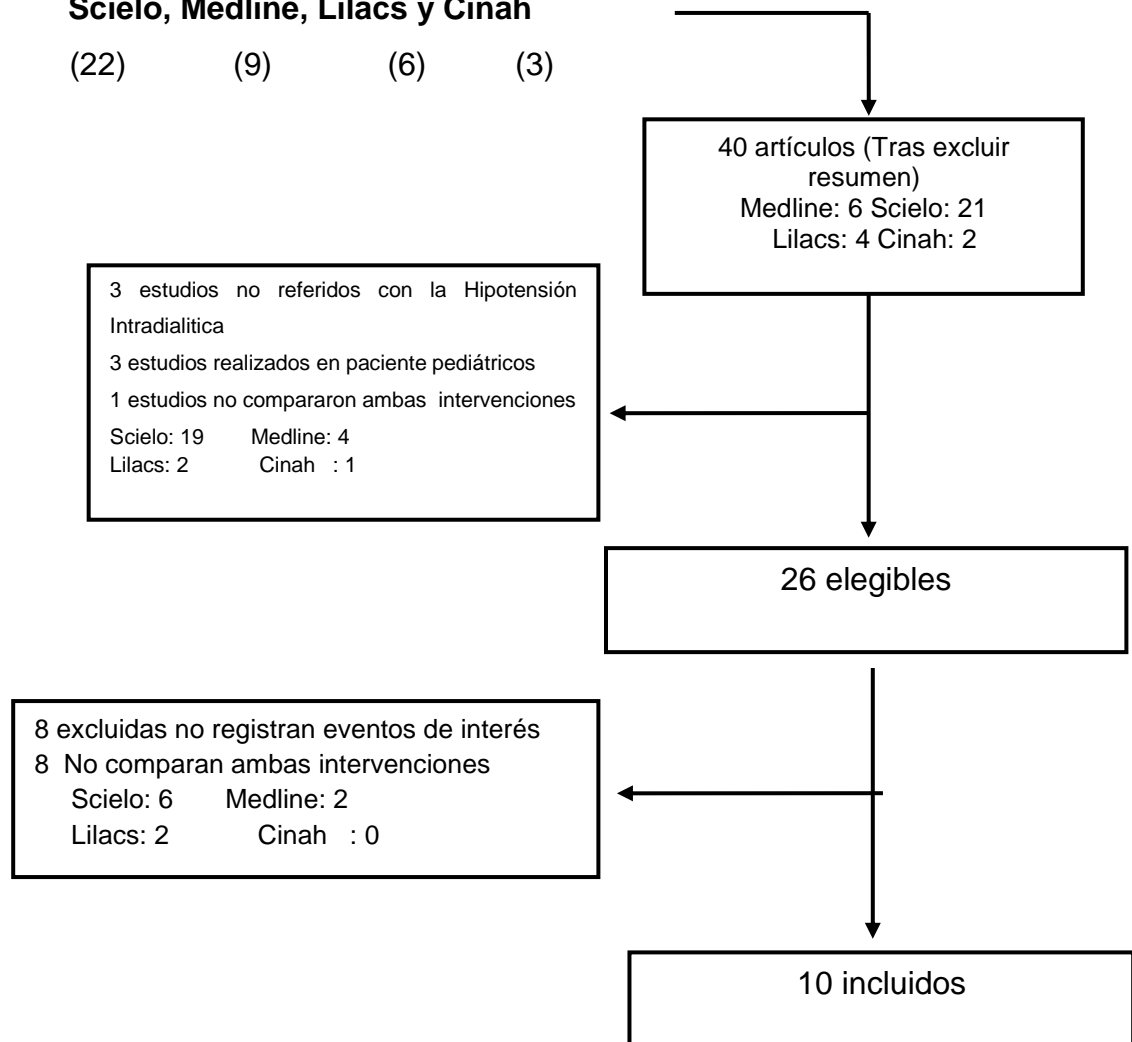 Scielo, Medline, Lilacs y Cinah
(22) (9) (6) (3)
40 artículos (Tras excluir
resumen)
Medline: 6 Scielo: 21
Lilacs: 4 Cinah: 2
3 estudios no referidos con la Hipotensión
Intradialitica
3 estudios realizados en paciente pediátricos
1 estudios no compararon ambas intervenciones
Scielo: 19 Medline: 4
Lilacs: 2 Cinah : 1
26 elegibles
8 excluidas no registran eventos de interés
8 No comparan ambas intervenciones
Scielo: 6 Medline: 2
Lilacs: 2 Cinah : 0
10 incluidos